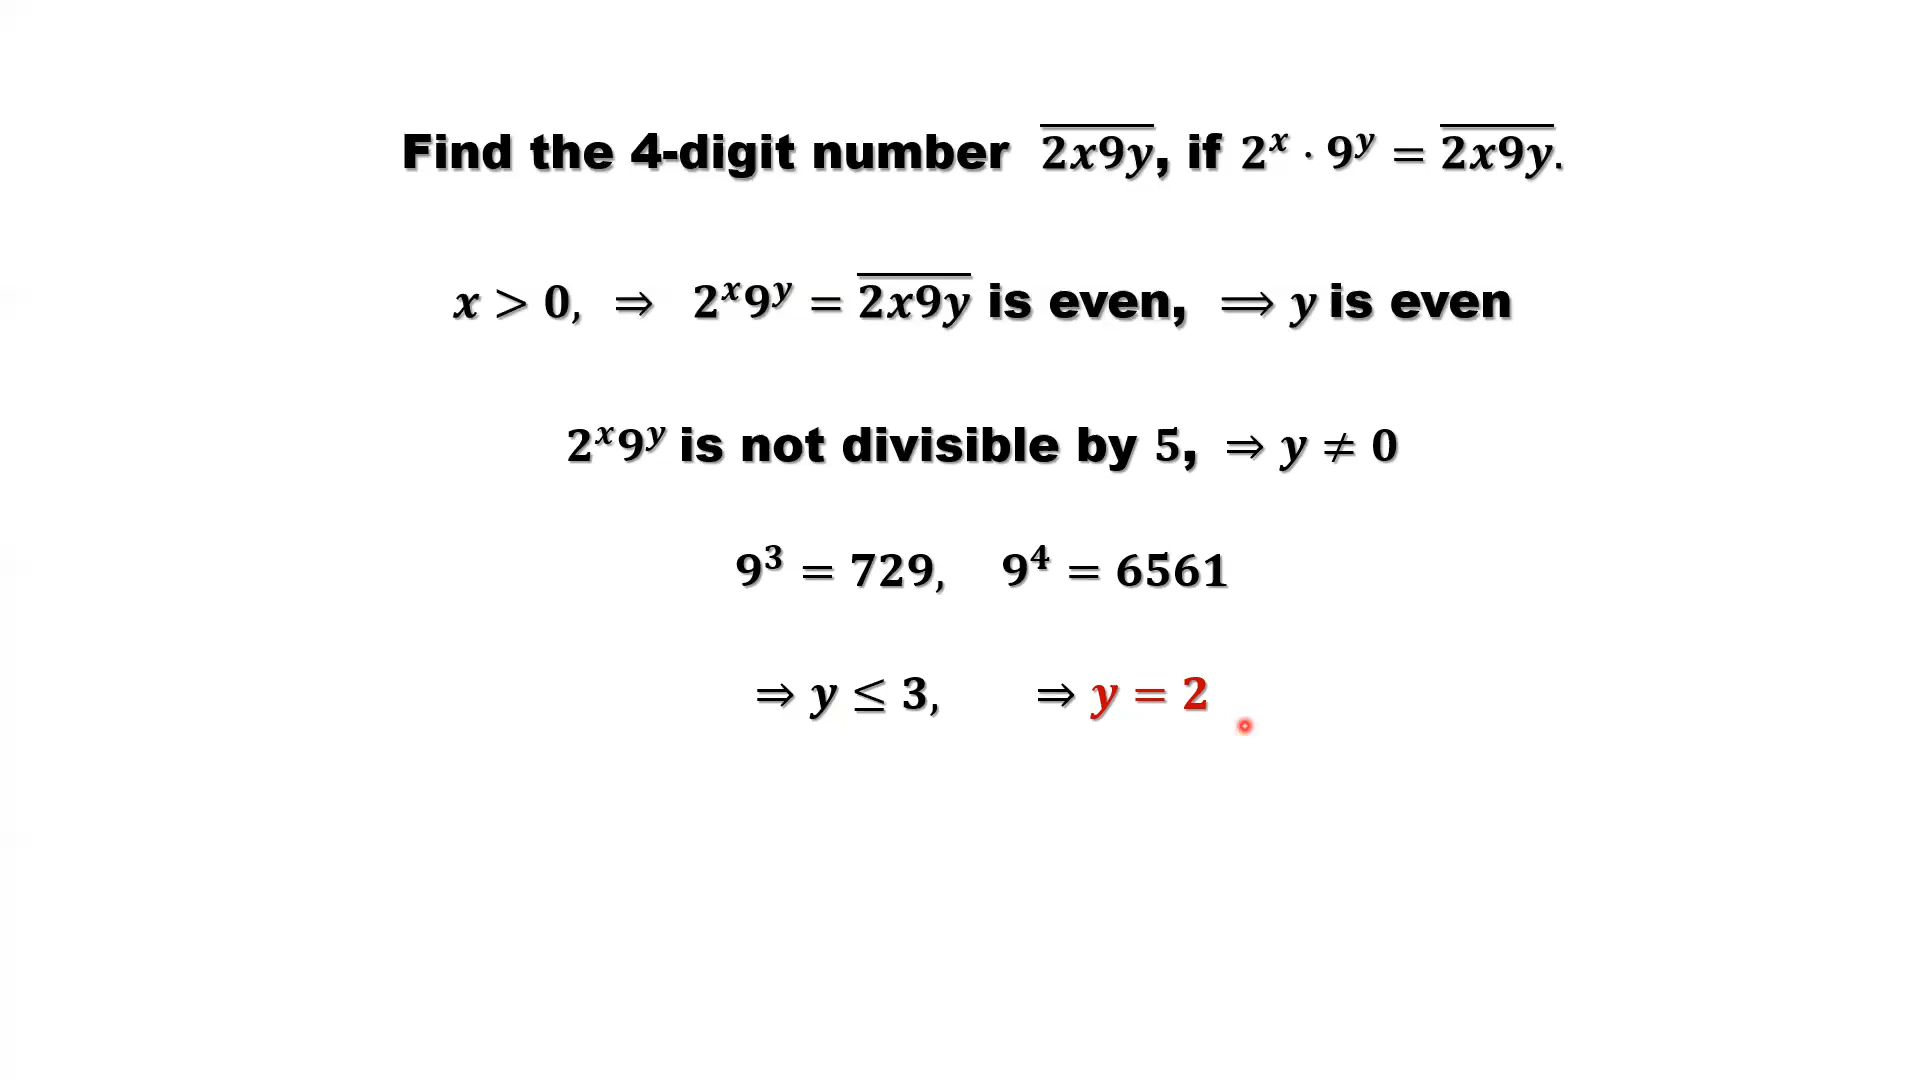 Find the 4-digit number $\overline{2x9y}$, if $2^x \cdot 9^y = \overline{2x9y}$.
$x > 0, \Rightarrow 2^x 9^y = \overline{2x9y}$ is even, $\Longrightarrow y$ is even
$2^x 9^y$ is not divisible by 5, $\Rightarrow y \neq 0$
$9^3 = 729, \quad 9^4 = 6561$
$\Rightarrow y \leq 3, \quad \Rightarrow y = 2$